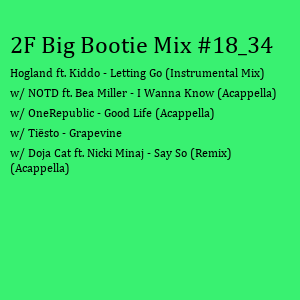 2F Big Bootie Mix #18_34
Hogland ft. Kiddo - Letting Go (Instrumental Mix)
w/ NOTD ft. Bea Miller - I Wanna Know (Acappella)
w/ OneRepublic - Good Life (Acappella)
w/ Tiësto - Grapevine
w/ Doja Cat ft. Nicki Minaj - Say So (Remix)
(Acappella)